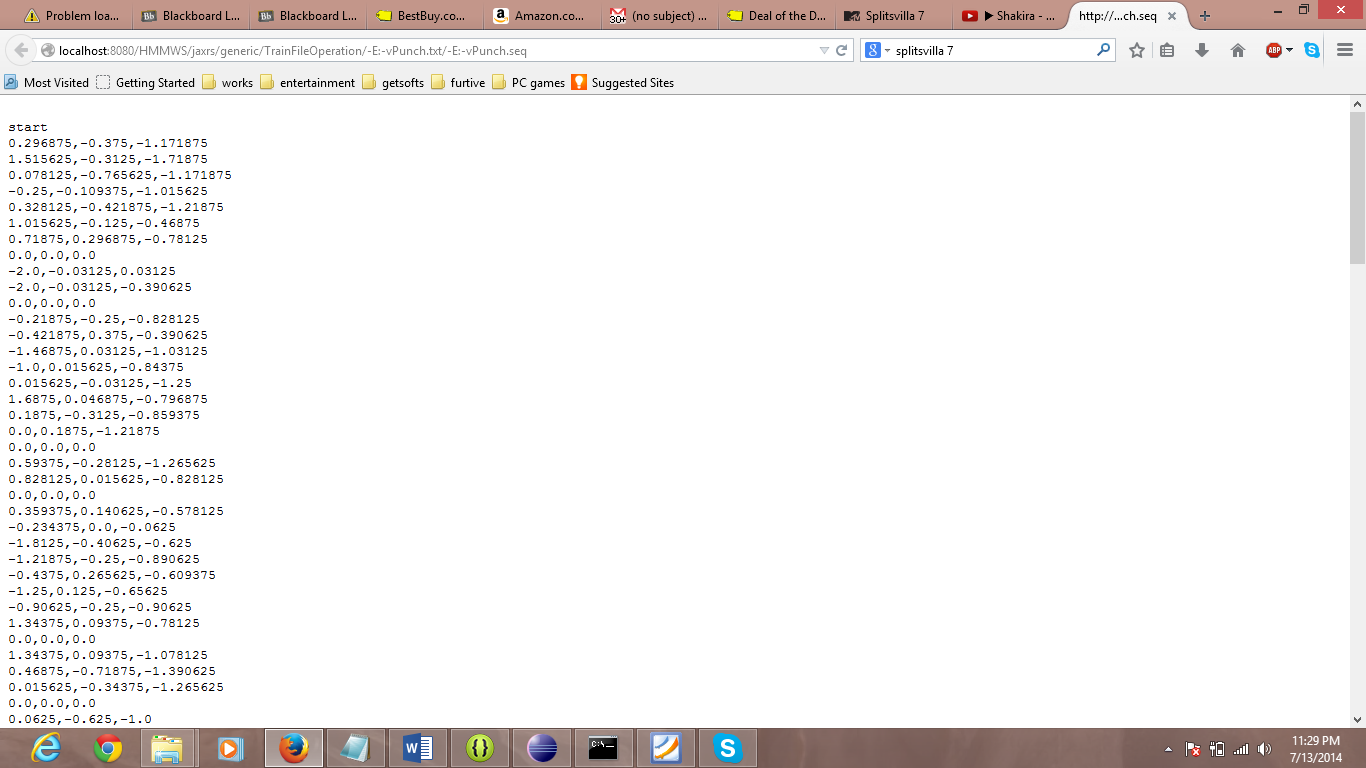 Problem loa...
Blackboard L...
Blackboard L...
BestBuy.co...
Amazon.co...
30+ (no subject) ...
Deal of the D...
Splitsvilla 7
▶ Shakira - ...
http://...ch.seq
localhost:8080/HMMWS/jaxrs/generic/TrainFileOperation/-E:-vPunch.txt/-E:-vPunch.seq
splitsvilla 7
Most Visited Getting Started works entertainment getsofts furtive PC games Suggested Sites
start
0.296875,-0.375,-1.171875
1.515625,-0.3125,-1.71875
0.078125,-0.765625,-1.171875
-0.25,-0.109375,-1.015625
0.328125,-0.421875,-1.21875
1.015625,-0.125,-0.46875
0.71875,0.296875,-0.78125
0.0,0.0,0.0
-2.0,-0.03125,0.03125
-2.0,-0.03125,-0.390625
0.0,0.0,0.0
-0.21875,-0.25,-0.828125
-0.421875,0.375,-0.390625
-1.46875,0.03125,-1.03125
-1.0,0.015625,-0.84375
0.015625,-0.03125,-1.25
1.6875,0.046875,-0.796875
0.1875,-0.3125,-0.859375
0.0,0.1875,-1.21875
0.0,0.0,0.0
0.59375,-0.28125,-1.265625
0.828125,0.015625,-0.828125
0.0,0.0,0.0
0.359375,0.140625,-0.578125
-0.234375,0.0,-0.0625
-1.8125,-0.40625,-0.625
-1.21875,-0.25,-0.890625
-0.4375,0.265625,-0.609375
-1.25,0.125,-0.65625
-0.90625,-0.25,-0.90625
1.34375,0.09375,-0.78125
0.0,0.0,0.0
1.34375,0.09375,-1.078125
0.46875,-0.71875,-1.390625
0.015625,-0.34375,-1.265625
0.0,0.0,0.0
0.0625,-0.625,-1.0
11:29 PM
7/13/2014